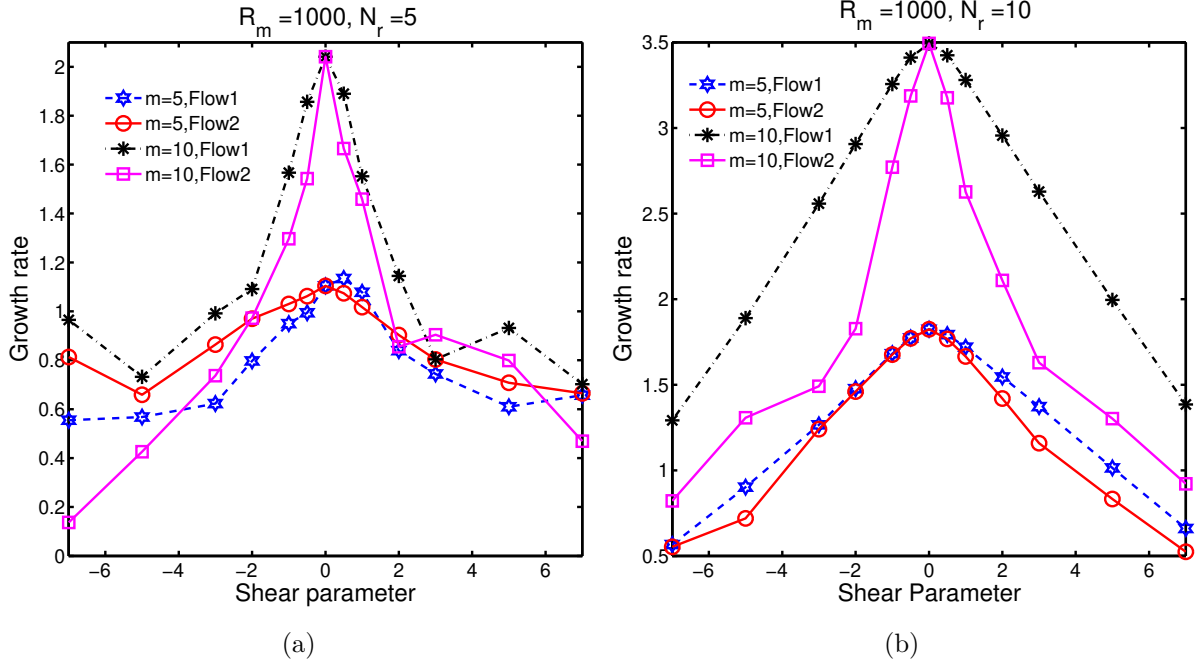 R_m =1000, N_r =5
2
1.8
1.6
1.4
1.2
1
0.8
0.6
0.4
0.2
0
Growth rate
m=5,Flow1
m=5,Flow2
m=10,Flow1
m=10,Flow2
−6 −4 −2 0 2 4 6
Shear parameter
(a)
R_m =1000, N_r =10
3.5
3
2.5
2
1.5
1
0.5
Growth rate
m=5,Flow1
m=5,Flow2
m=10,Flow1
m=10,Flow2
−6 −4 −2 0 2 4 6
Shear Parameter
(b)